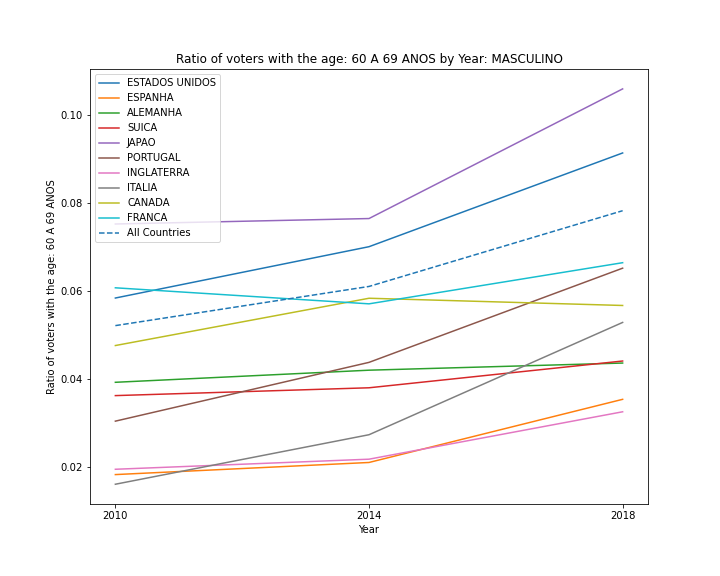 Ratio of voters with the age: 60 A 69 ANOS by Year: MASCULINO
ESTADOS UNIDOS
ESPANHA
ALEMANHA
SUICA
JAPAO
PORTUGAL
INGLATERRA
ITALIA
CANADA
FRANCA
All Countries
Ratio of voters with the age: 60 A 69 ANOS
0.10
0.08
0.06
0.04
0.02
2010
2014
2018
Year